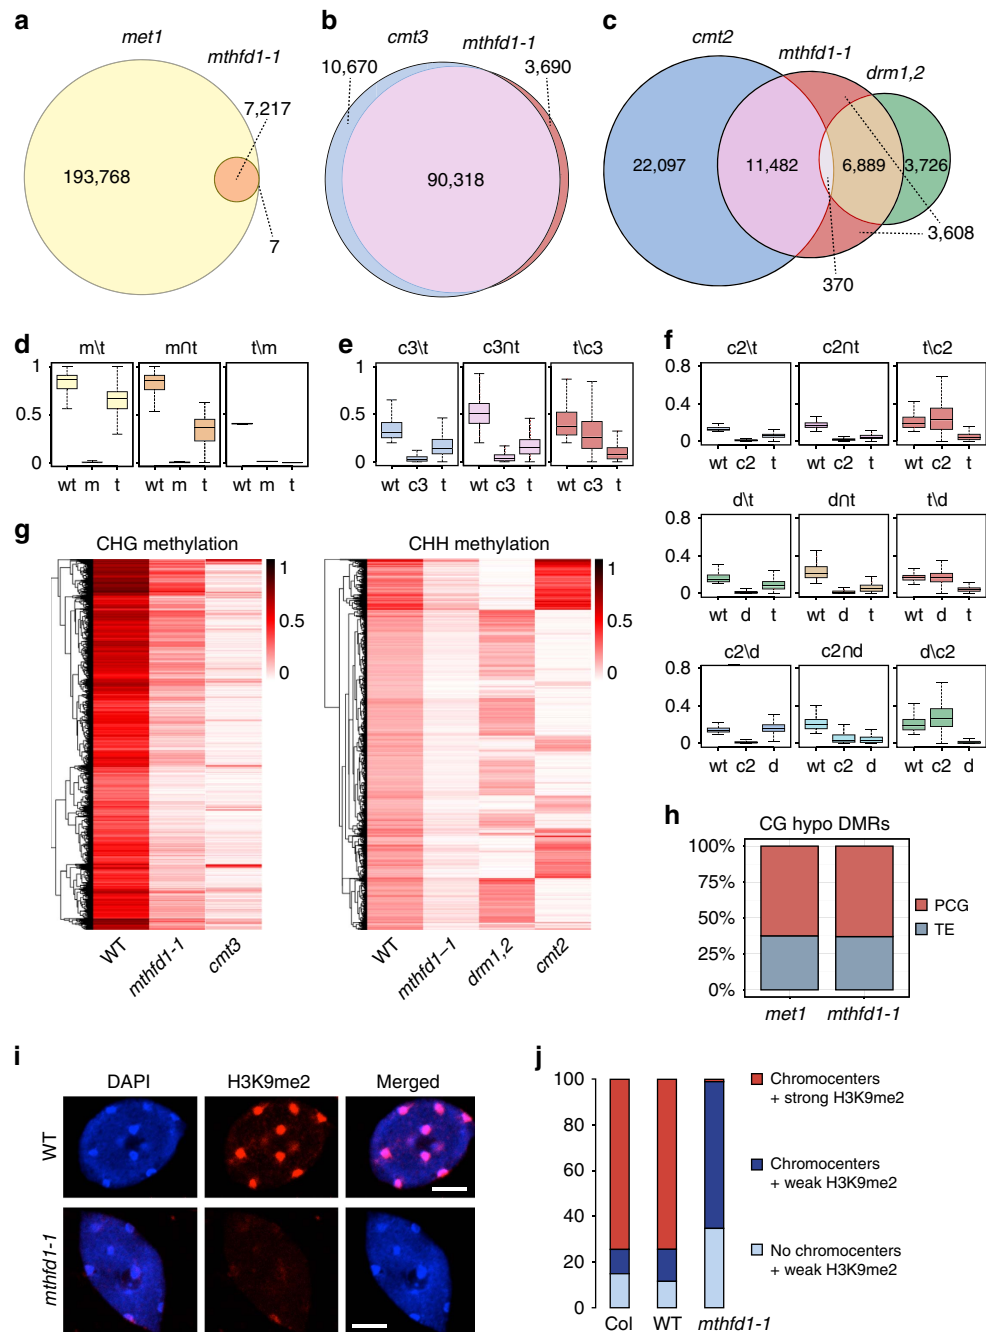 a
met1
mthfd1-1
7,217
193,768
7
b
cmt3
mthfd1-1
10,670
3,690
90,318
c
cmt2
mthfd1-1
drm1,2
22,097
11,482
6,889
3,726
3,608
370
d
m\t
m∩t
t\m
1
0.5
0
wt m t
wt m t
wt m t
e
c3\t
c3∩t
t\c3
1
0.5
0
wt c3 t
wt c3 t
wt c3 t
f
c2\t
c2∩t
t\c2
0.8
0.4
0
wt c2 t
wt c2 t
wt c2 t
d\t
d∩t
t\d
0.8
0.4
0
wt d t
wt d t
wt d t
c2\d
c2∩d
d\c2
0.8
0.4
0
wt c2 d
wt c2 d
wt c2 d
g
CHG methylation
1
0.5
0
WT
mthfd1-1
cmt3
CHH methylation
1
0.5
0
WT
mthfd1–1
drm1,2
cmt2
h
CG hypo DMRs
100%
75%
50%
25%
0%
PCG
TE
met1
mthfd1-1
i
DAPI
H3K9me2
Merged
WT
mthfd1-1
j
100
80
60
40
20
0
Col
WT
mthfd1-1
Chromocenters
+ strong H3K9me2
Chromocenters
+ weak H3K9me2
No chromocenters
+ weak H3K9me2